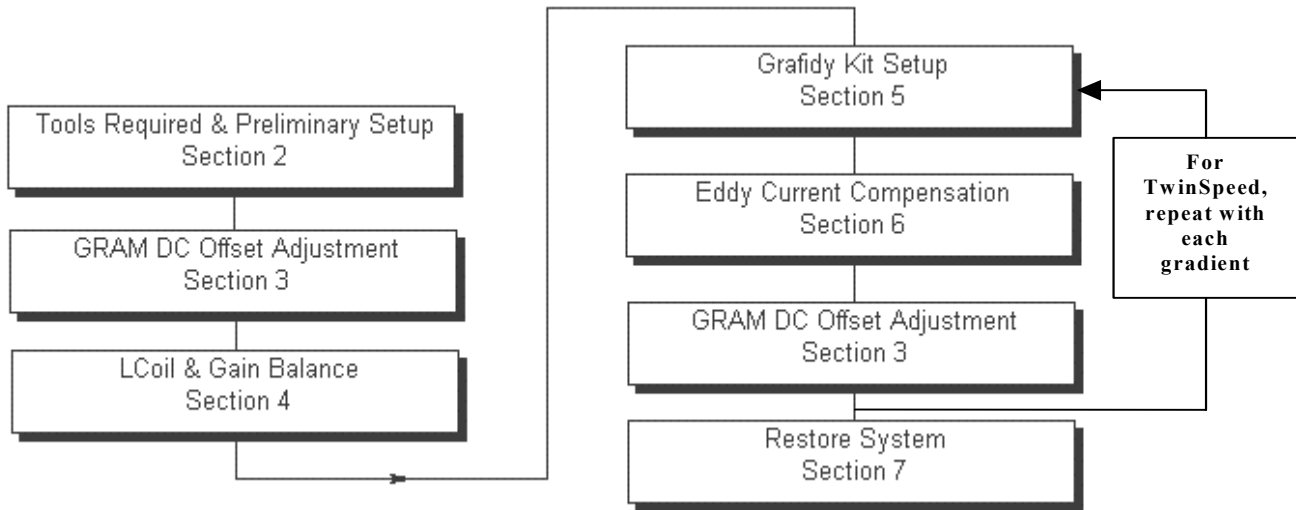 Tools Required & Preliminary Setup
Section 2
GRAM DC Offset Adjustment
Section 3
LCoil & Gain Balance
Section 4
Grafidy Kit Setup
Section 5
Eddy Current Compensation
Section 6
GRAM DC Offset Adjustment
Section 3
Restore System
Section 7
For
TwinSpeed,
repeat with
each
gradient